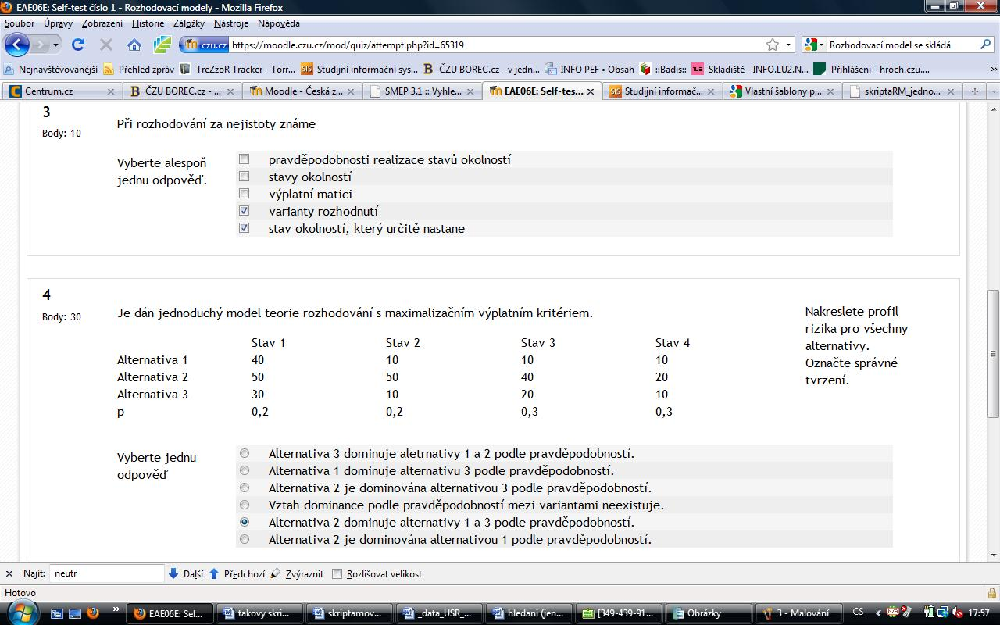 EAE06E: Self-test číslo 1 - Rozhodovací modely - Mozilla Firefox
Soubor Úpravy Zobrazení Historie Záložky Nástroje Nápověda
czu.cz https://moodle.czu.cz/mod/quiz/attempt.php?id=65319 Rozhodovací model se skládá
Nejnavštěvovanější Přehled zpráv TreZzoR Tracker - Torr... Studijní informační sys... ČZU BOREC.cz - v jedn... INFO PEF • Obsah ::Badis:: Skladiště - INFO.LU2.N... Přihlášení - hroch.czu.... »
Centrum.cz ČZU BOREC.cz - ... Moodle - Česká z... SMEP 3.1 :: Vyhle... EAE06E: Self-tes... Studijní informač... Vlastní šablony p... skriptaRM_jedno...
3
Body: 10
Při rozhodování za nejistoty známe
Vyberte alespoň
jednu odpověď.
pravděpodobnosti realizace stavů okolností
stavy okolností
výplatní matici
varianty rozhodnutí
stav okolností, který určitě nastane
4
Body: 30
Je dán jednoduchý model teorie rozhodování s maximalizačním výplatním kritériem.
Stav 1 Stav 2 Stav 3 Stav 4
Alternativa 1 40 10 10 10
Alternativa 2 50 50 40 20
Alternativa 3 30 10 20 10
p 0,2 0,2 0,3 0,3
Nakreslete profil
rizika pro všechny
alternativy.
Označte správné
tvrzení.
Vyberte jednu
odpověď
Alternativa 3 dominuje aletrnativy 1 a 2 podle pravděpodobností.
Alternativa 1 dominuje alternativu 3 podle pravděpodobností.
Alternativa 2 je dominována alternativou 3 podle pravděpodobností.
Vztah dominance podle pravděpodobností mezi variantami neexistuje.
Alternativa 2 dominuje alternativy 1 a 3 podle pravděpodobností.
Alternativa 2 je dominována alternativou 1 podle pravděpodobností.
Najít: neutr Další Předchozí Zvýraznit Rozlišovat velikost
Hotovo
» EAE06E: Sel... takovy skri... skriptamov... _data_USR_... hledani (jen... [349-439-91... Obrázky 3 - Malování CS 17:57